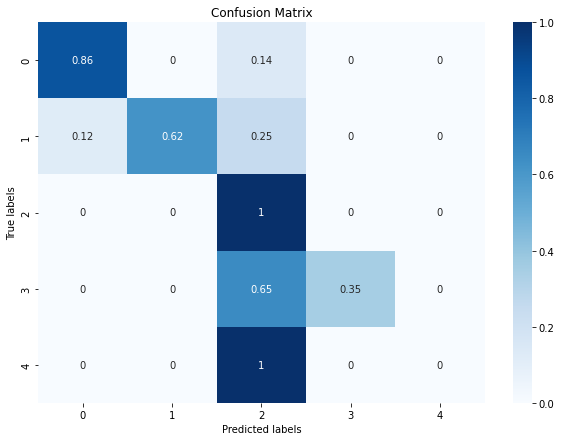 Confusion Matrix
True labels
0 0.86 0 0.14 0 0
1 0.12 0.62 0.25 0 0
2 0 0 1 0 0
3 0 0 0.65 0.35 0
4 0 0 1 0 0
0 1 2 3 4
Predicted labels
1.0
0.8
0.6
0.4
0.2
0.0